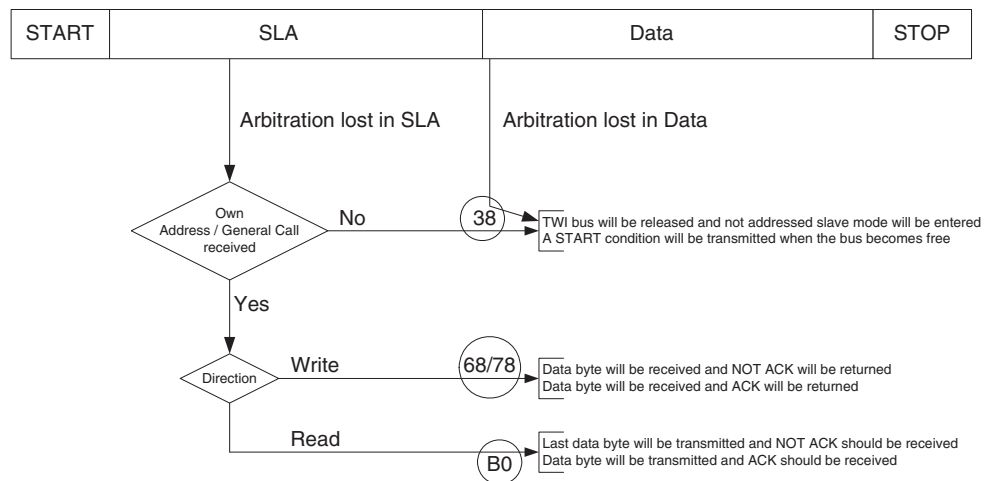 START SLA Data STOP
Arbitration lost in SLA Arbitration lost in Data
Own
Address / General Call
received
No
38
TWI bus will be released and not addressed slave mode will be entered
A START condition will be transmitted when the bus becomes free
Yes
Direction
Write
68/78
Data byte will be received and NOT ACK will be returned
Data byte will be received and ACK will be returned
Read
B0
Last data byte will be transmitted and NOT ACK should be received
Data byte will be transmitted and ACK should be received